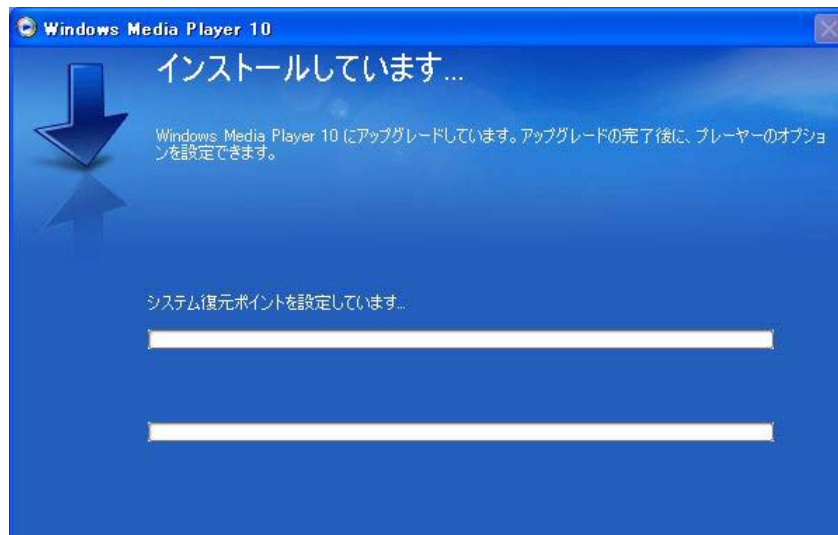 Windows Media Player 10
インストールしています...
Windows Media Player 10 にアップグレードしています。アップグレードの完了後に、プレーヤーのオプショ
ンを設定できます。
システム復元ポイントを設定しています...